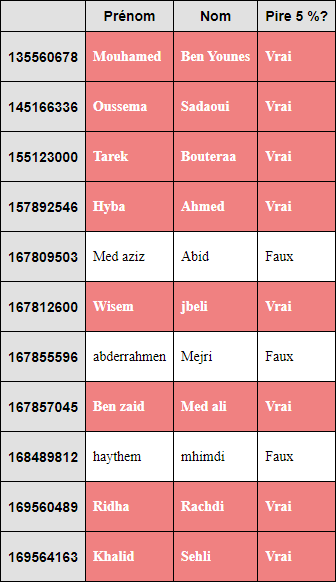 Prénom Nom Pire 5 %?
135560678 Mouhamed Ben Younes Vrai
145166336 Oussema Sadaoui Vrai
155123000 Tarek Bouteraa Vrai
157892546 Hyba Ahmed Vrai
167809503 Med aziz Abid Faux
167812600 Wisem jbeli Vrai
167855596 abderrahmen Mejri Faux
167857045 Ben zaid Med ali Vrai
168489812 haythem mhimdi Faux
169560489 Ridha Rachdi Vrai
169564163 Khalid Sehli Vrai